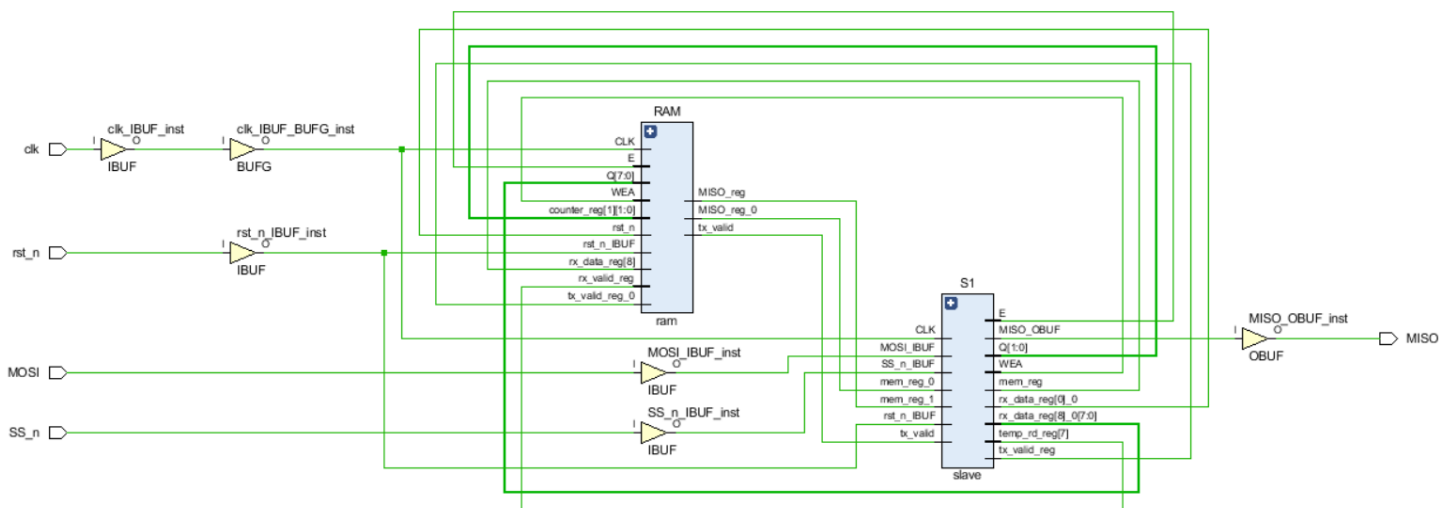 RAM
clk_IBUF_inst
clk_IBUF_BUFG_inst
clk
I
O
I
O
IBUF
BUFG
CLK
E
Q[7:0]
WEA
counter_reg[1][1:0]
rst_n
rst_n_IBUF
rx_data_reg[8]
rx_valid_reg
tx_valid_reg_0
MISO_reg
MISO_reg_0
tx_valid
ram
rst_n_IBUF_inst
rst_n
I
O
IBUF
S1
CLK
MOSI_IBUF
SS_n_IBUF
mem_reg_0
mem_reg_1
rst_n_IBUF
tx_valid
E
MISO_OBUF
Q[1:0]
WEA
mem_reg
rx_data_reg[0]_0
rx_data_reg[8]_0[7:0]
temp_rd_reg[7]
tx_valid_reg
slave
MISO_OBUF_inst
I
O
MISO
OBUF
MOSI_IBUF_inst
MOSI
I
O
IBUF
SS_n_IBUF_inst
SS_n
I
O
IBUF